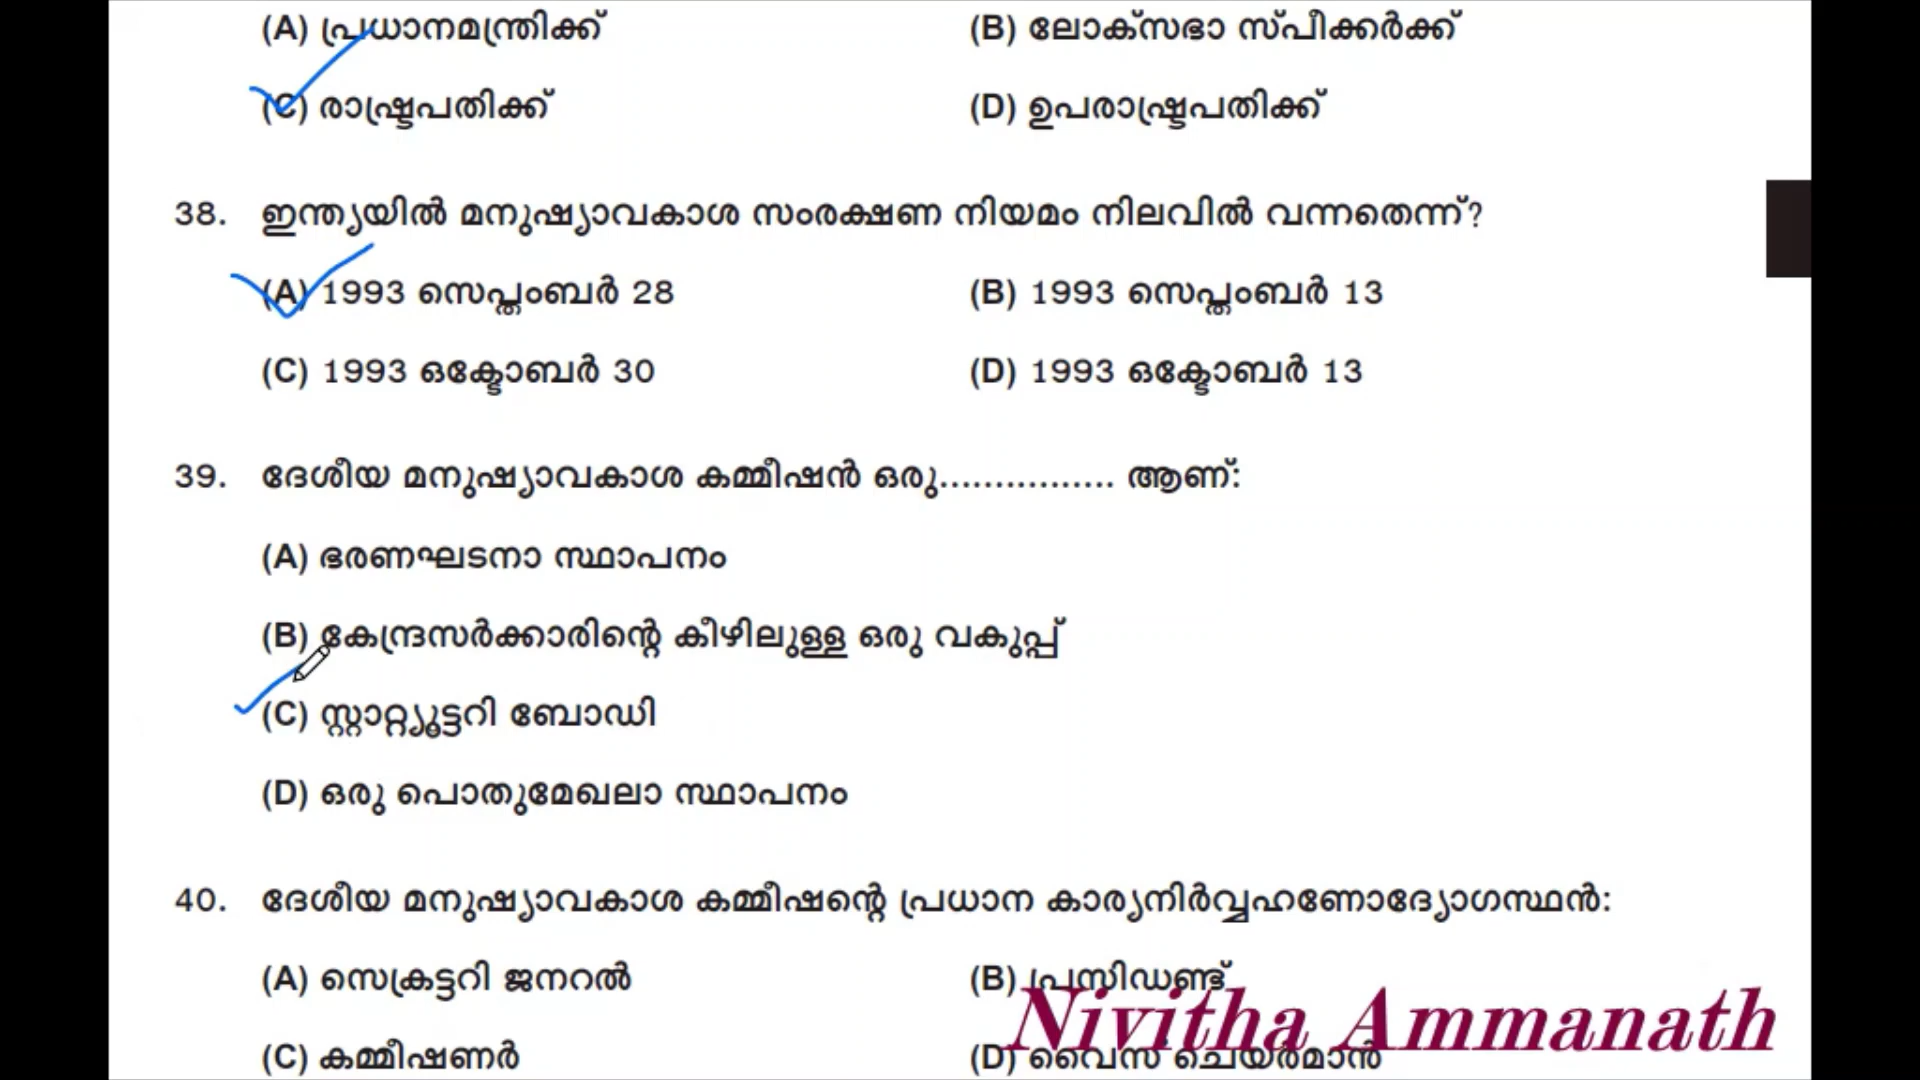 (A) പ്രധാനമന്ത്രിക്ക് (B) ലോക്സഭാ സ്പീക്കർക്ക്
(C) രാഷ്ട്രപതിക്ക് (D) ഉപരാഷ്ട്രപതിക്ക്
38. ഇന്ത്യയിൽ മനുഷ്യാവകാശ സംരക്ഷണ നിയമം നിലവിൽ വന്നതെന്ന്?
(A) 1993 സെപ്തംബർ 28 (B) 1993 സെപ്തംബർ 13
(C) 1993 ഒക്ടോബർ 30 (D) 1993 ഒക്ടോബർ 13
39. ദേശീയ മനുഷ്യാവകാശ കമ്മീഷൻ ഒരു................ ആണ്:
(A) ഭരണഘടനാ സ്ഥാപനം
(B) കേന്ദ്രസർക്കാരിന്റെ കീഴിലുള്ള ഒരു വകുപ്പ്
(C) സ്റ്റാറ്റ്യൂട്ടറി ബോഡി
(D) ഒരു പൊതുമേഖലാ സ്ഥാപനം
40. ദേശീയ മനുഷ്യാവകാശ കമ്മീഷന്റെ പ്രധാന കാര്യനിർവ്വഹണോദ്യോഗസ്ഥൻ:
(A) സെക്രട്ടറി ജനറൽ (B) പ്രസിഡണ്ട്
Nivitha Ammanath
(C) കമ്മീഷണർ (D) വൈസ് ചെയർമാൻ